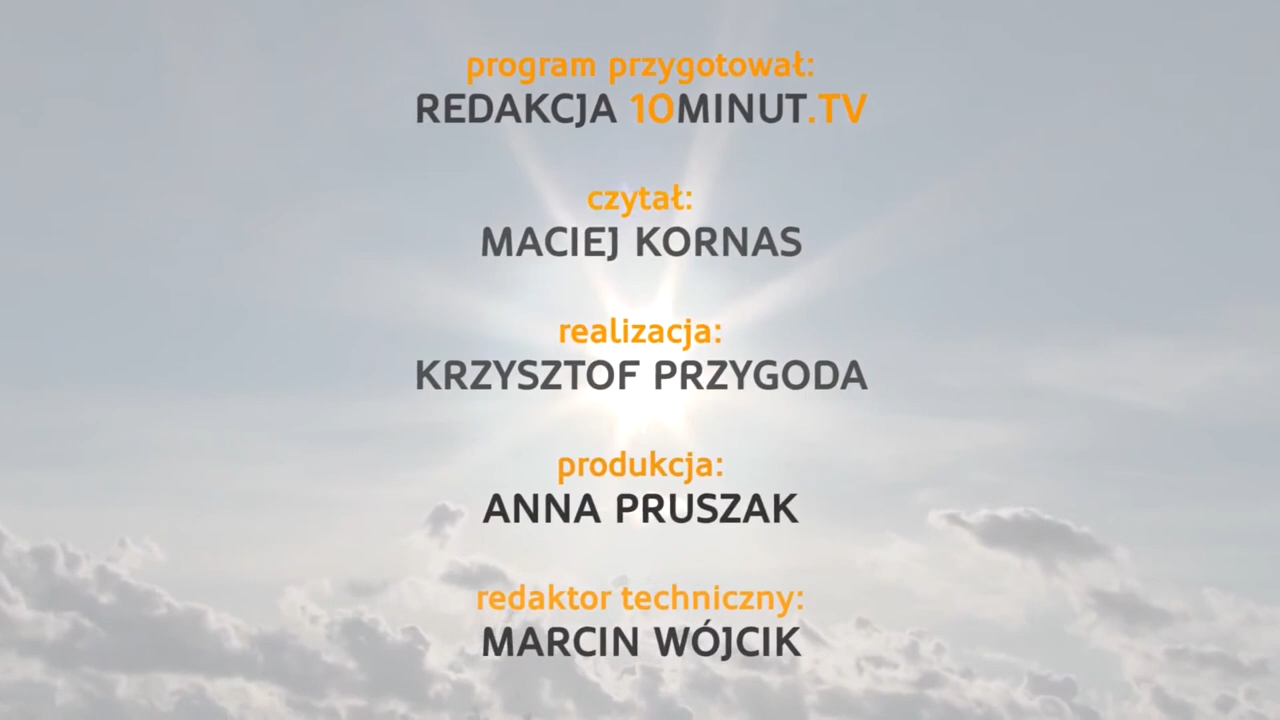 program przygotował:
REDAKCJA 10MINUT.TV
czytał:
MACIEJ KORNAS
realizacja:
KRZYSZTOF PRZYGODA
produkcja:
ANNA PRUSZAK
redaktor techniczny:
MARCIN WÓJCIK